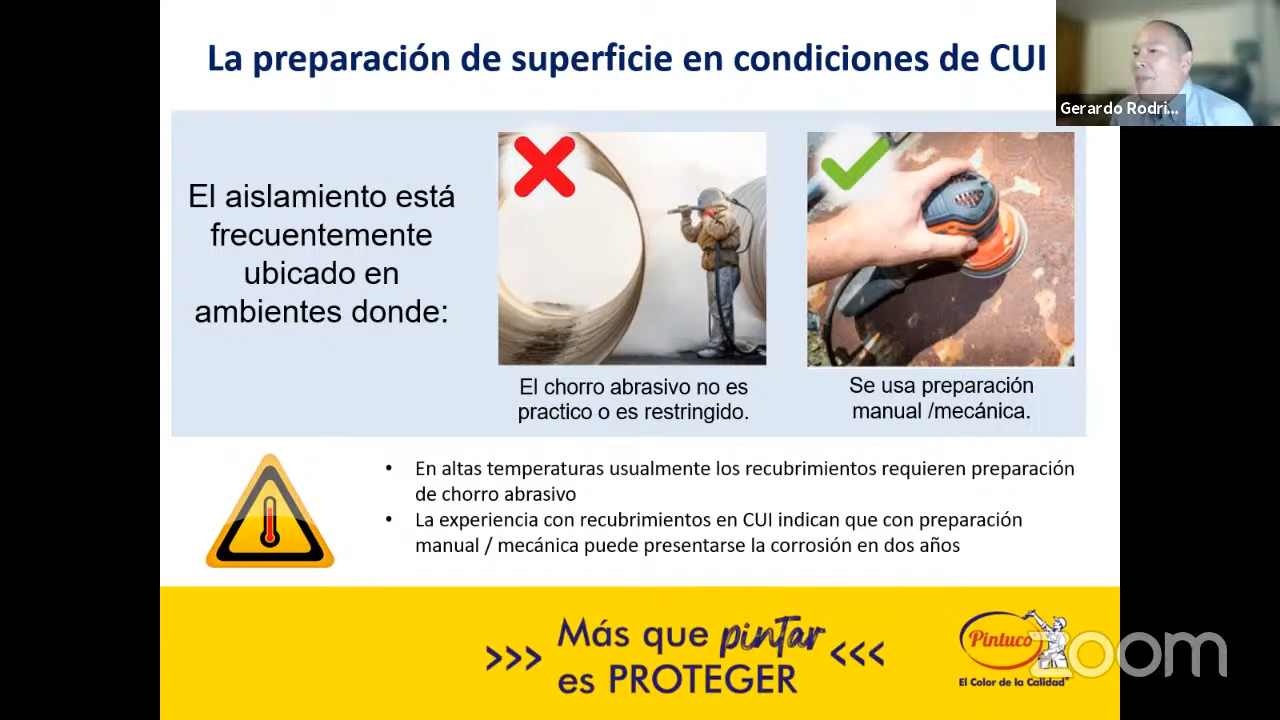 La preparación de superficie en condiciones de CUI
Gerardo Rodri...
El aislamiento está
frecuentemente
ubicado en
ambientes donde:
El chorro abrasivo no es
practico o es restringido.
Se usa preparación
manual /mecánica.
• En altas temperaturas usualmente los recubrimientos requieren preparación
de chorro abrasivo
• La experiencia con recubrimientos en CUI indican que con preparación
manual / mecánica puede presentarse la corrosión en dos años
>>> Más que pintar <<<
es PROTEGER
Pintuco
El Color de la Calidad®
zoom